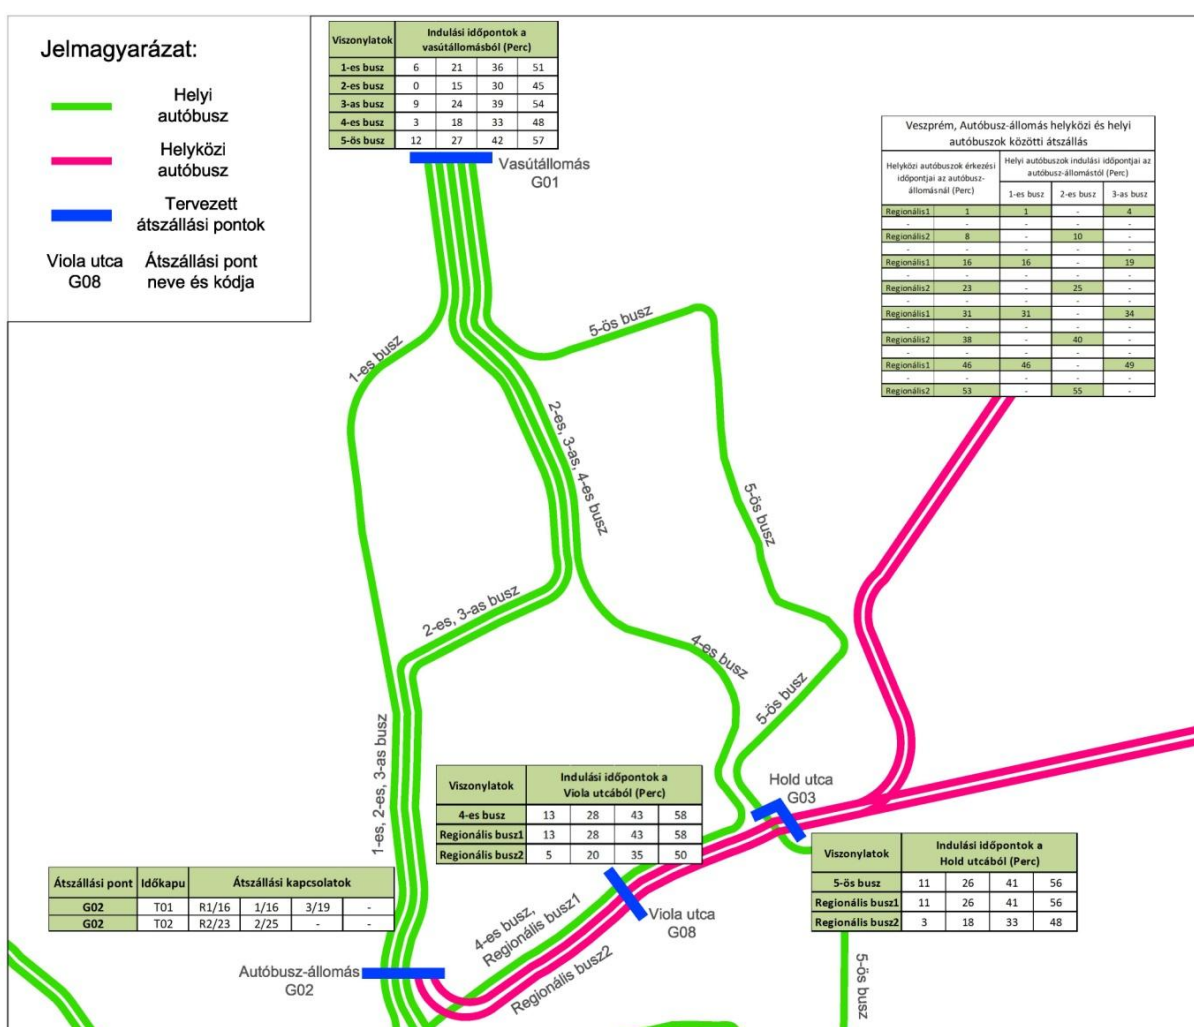 Jelmagyarázat:
Helyi
autóbusz
Helyközi
autóbusz
Tervezett
átszállási pontok
Viola utca
G08
Átszállási pont
neve és kódja
Viszonylatok Indulási időpontok a
vasútállomásból (Perc)
1-es busz 6 21 36 51
2-es busz 0 15 30 45
3-as busz 9 24 39 54
4-es busz 3 18 33 48
5-ös busz 12 27 42 57
Vasútállomás
G01
Veszprém, Autóbusz-állomás helyközi és helyi
autóbuszok közötti átszállás
Helyközi autóbuszok érkezési
időpontjai az autóbusz-
állomásnál (Perc)
Helyi autóbuszok indulási időpontjai az
autóbusz-állomástól (Perc)
1-es busz 2-es busz 3-as busz
Regionális1 1 1 - 4
- - - - -
Regionális2 8 - 10 -
- - - - -
Regionális1 16 16 - 19
- - - - -
Regionális2 23 - 25 -
- - - - -
Regionális1 31 31 - 34
- - - - -
Regionális2 38 - 40 -
- - - - -
Regionális1 46 46 - 49
- - - - -
Regionális2 53 - 55 -
1-es busz
5-ös busz
2-es, 3-as, 4-es busz
5-ös busz
2-es, 3-as busz
4-es busz
5-ös busz
1-es, 2-es, 3-as busz
Hold utca
G03
Viszonylatok Indulási időpontok a
Viola utcából (Perc)
4-es busz 13 28 43 58
Regionális busz1 13 28 43 58
Regionális busz2 5 20 35 50
Viszonylatok Indulási időpontok a
Hold utcából (Perc)
5-ös busz 11 26 41 56
Regionális busz1 11 26 41 56
Regionális busz2 3 18 33 48
Átszállási pont Időkapu Átszállási kapcsolatok
G02 T01 R1/16 1/16 3/19 -
G02 T02 R2/23 2/25 - -
4-es busz,
Regionális busz1
Regionális busz2
Viola utca
G08
Autóbusz-állomás
G02
5-ös busz